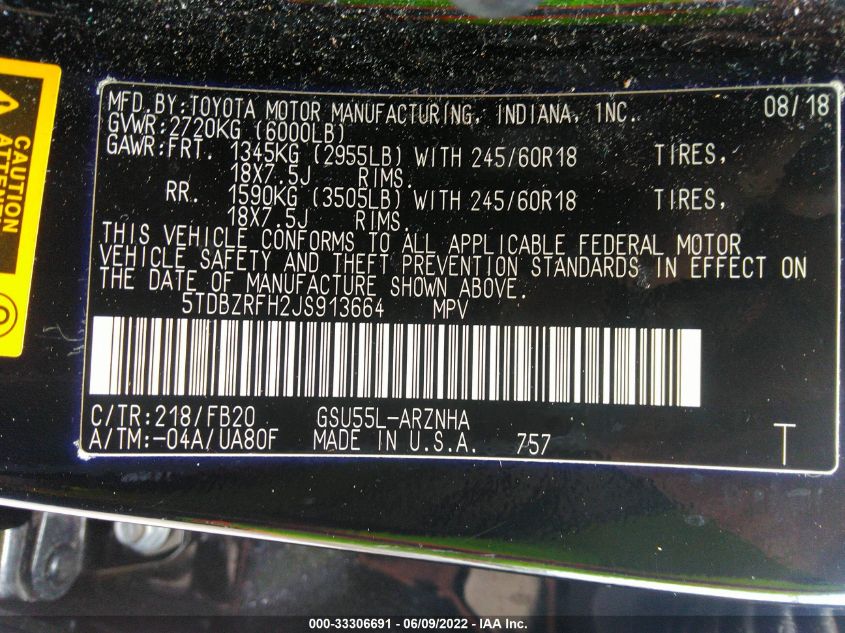 CAUTION
MFD.BY:TOYOTA MOTOR MANUFACTURING, INDIANA, INC. 08/18
GVWR:2720KG (6000LB)
GAWR:FRT. 1345KG (2955LB) WITH 245/60R18 TIRES,
18X7.5J RIMS.
RR. 1590KG (3505LB) WITH 245/60R18 TIRES,
18X7.5J RIMS.
THIS VEHICLE CONFORMS TO ALL APPLICABLE FEDERAL MOTOR
VEHICLE SAFETY AND THEFT PREVENTION STANDARDS IN EFFECT ON
THE DATE OF MANUFACTURE SHOWN ABOVE.
5TDBZRFH2JS913664 MPV
C/TR:218/FB20 GSU55L-ARZNHA
A/TM:-04A/UA80F MADE IN U.S.A. 757 T
000-33306691 - 06/09/2022 - IAA Inc.